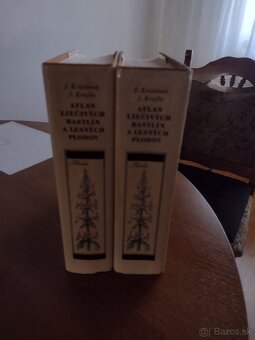 J. Kresánek
J. Krejča
ATLAS
LIEČIVÝCH
RASTLÍN
A LESNÝCH
PLODOV
J. Kresánek
J. Krejča
ATLAS
LIEČIVÝCH
RASTLÍN
A LESNÝCH
PLODOV
Bazos.sk